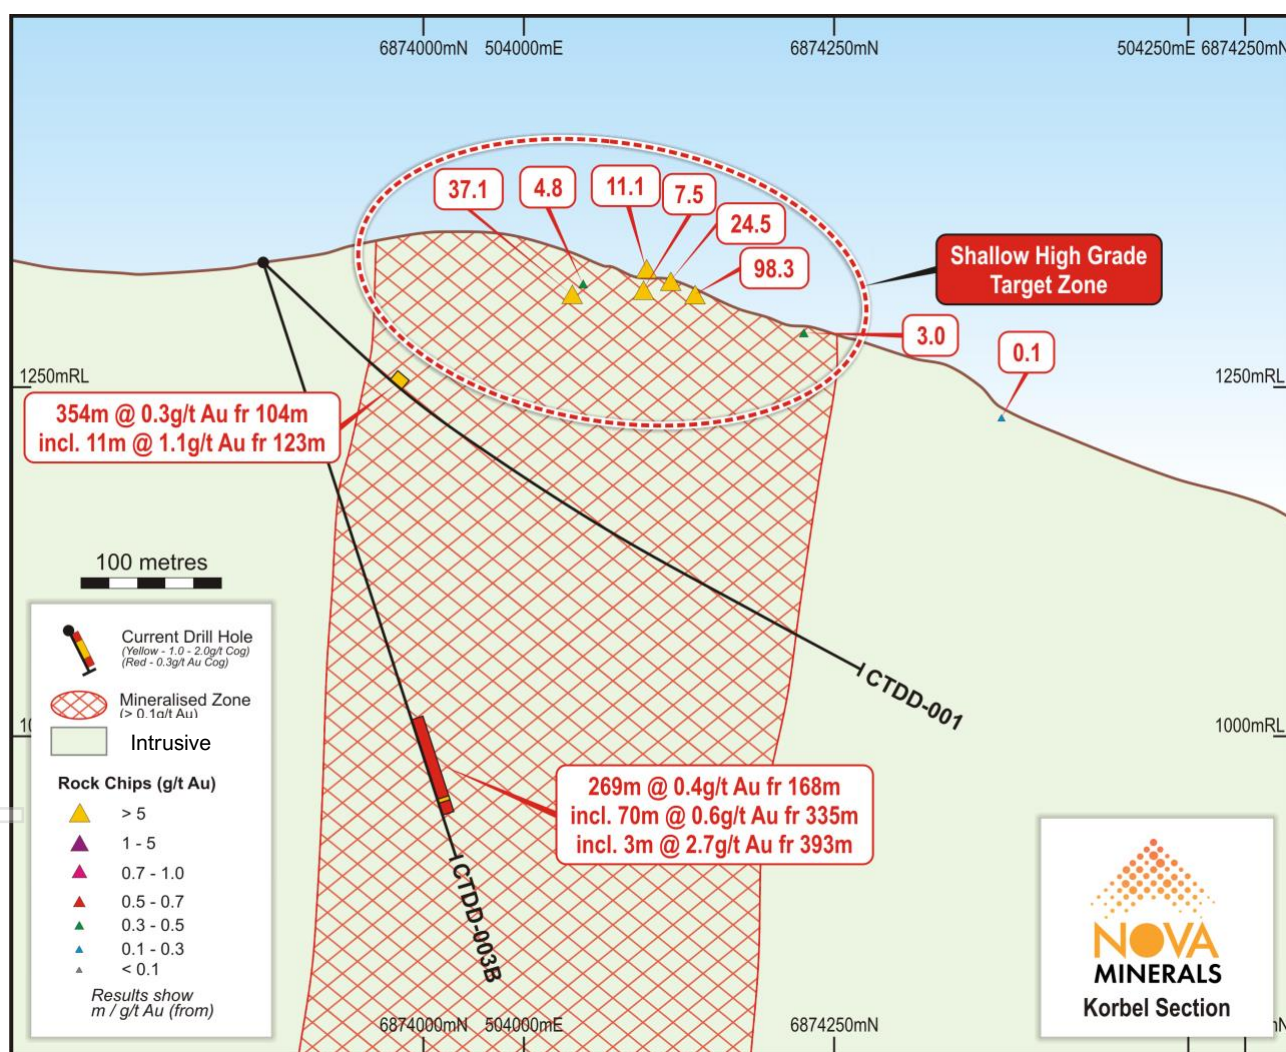 6874000mN 504000mE 6874250mN 504250mE 6874250mN
37.1 4.8 11.1 7.5
24.5
98.3
Shallow High Grade
Target Zone
3.0
0.1
1250mRL 1250mRL
354m @ 0.3g/t Au fr 104m
incl. 11m @ 1.1g/t Au fr 123m
100 metres
CTDD-001
1000mRL
269m @ 0.4g/t Au fr 168m
incl. 70m @ 0.6g/t Au fr 335m
incl. 3m @ 2.7g/t Au fr 393m
CTDD-003B
Current Drill Hole
(Yellow - 1.0 - 2.0g/t Cog)
(Red - 0.3g/t Au Cog)
Mineralised Zone
(> 0.1g/t Au)
Intrusive
Rock Chips (g/t Au)
> 5
1 - 5
0.7 - 1.0
0.5 - 0.7
0.3 - 0.5
0.1 - 0.3
< 0.1
Results show
m / g/t Au (from)
NOVA
MINERALS
Korbel Section
6874000mN 504000mE 6874250mN